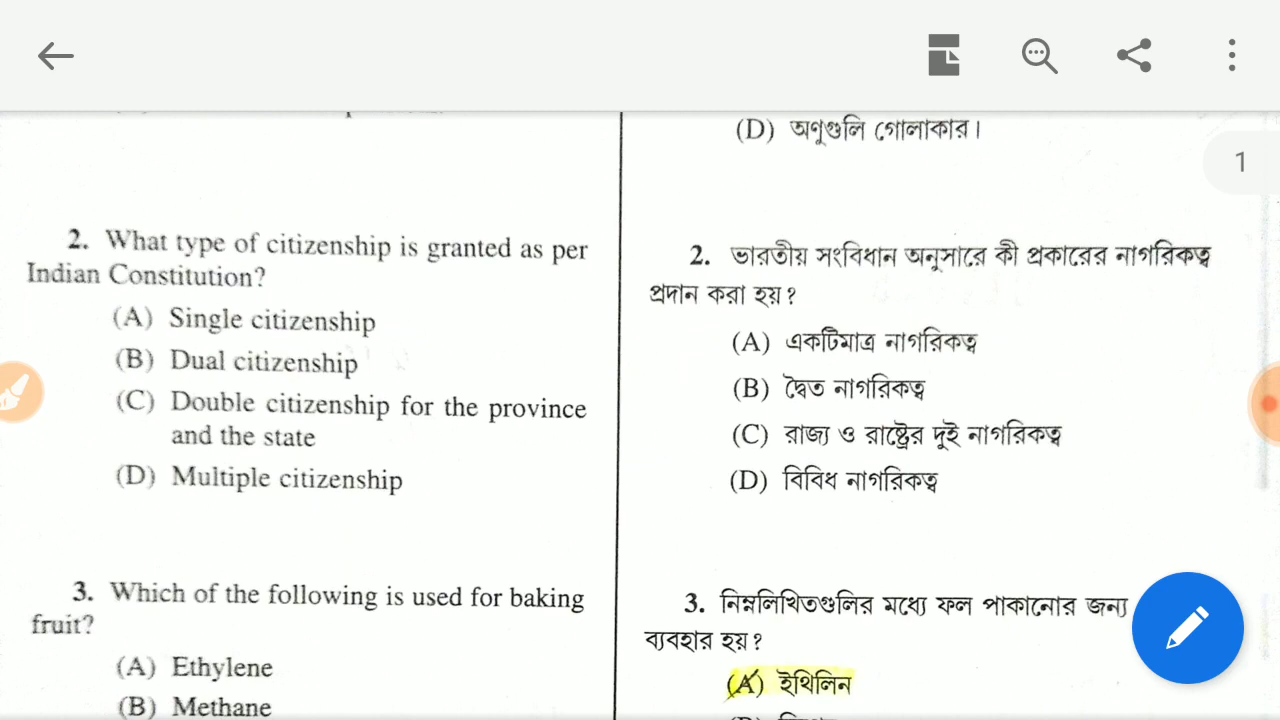 1
2. What type of citizenship is granted as per
Indian Constitution?
(A) Single citizenship
(B) Dual citizenship
(C) Double citizenship for the province
and the state
(D) Multiple citizenship
3. Which of the following is used for baking
fruit?
(A) Ethylene
(B) Methane
(D) অণুগুলি গোলাকার।
2. ভারতীয় সংবিধান অনুসারে কী প্রকারের নাগরিকত্ব
প্রদান করা হয়?
(A) একটিমাত্র নাগরিকত্ব
(B) দ্বৈত নাগরিকত্ব
(C) রাজ্য ও রাষ্ট্রের দুই নাগরিকত্ব
(D) বিবিধ নাগরিকত্ব
3. নিম্নলিখিতগুলির মধ্যে ফল পাকানোর জন্য
ব্যবহার হয়?
(A) ইথিলিন